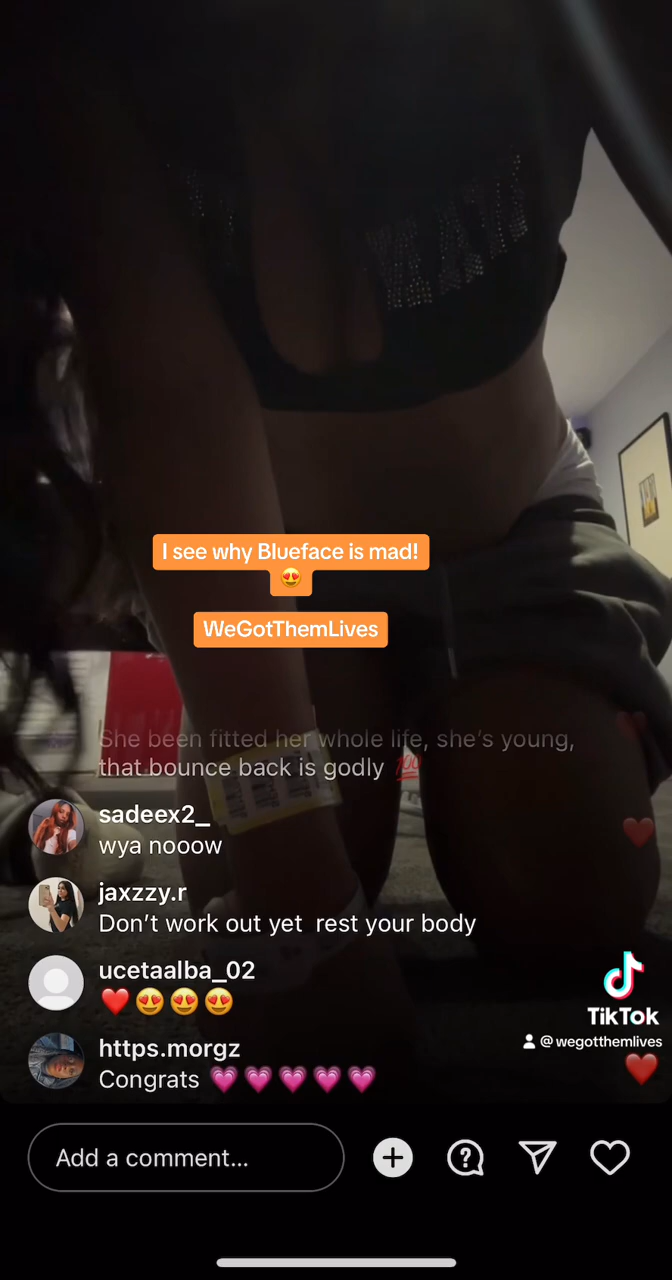 I see why Blueface is mad!
😍
WeGotThemLives
She been fitted her whole life, she's young,
that bounce back is godly 💯
sadeex2_
wya nooow
jaxzzy.r
Don't work out yet rest your body
ucetaalba_02
❤️😍😍😍
https.morgz
Congrats 💗💗💗💗💗
TikTok
@wegotthemlives
Add a comment...